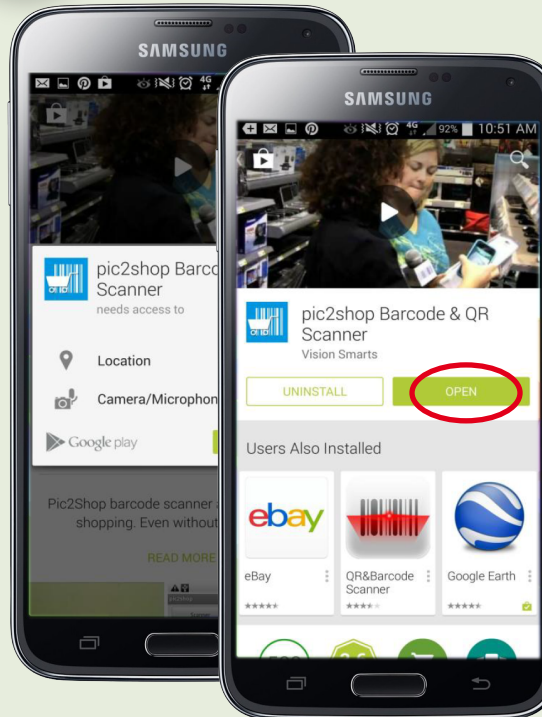 SAMSUNG
4G
pic2shop Barco
Scanner
needs access to
Location
Camera/Microphon
Google play
Pic2Shop barcode scanner
shopping. Even without
READ MORE
SAMSUNG
4G 92% 10:51 AM
pic2shop Barcode & QR
Scanner
Vision Smarts
UNINSTALL OPEN
Users Also Installed
ebay
eBay
QR&Barcode
Scanner
Google Earth